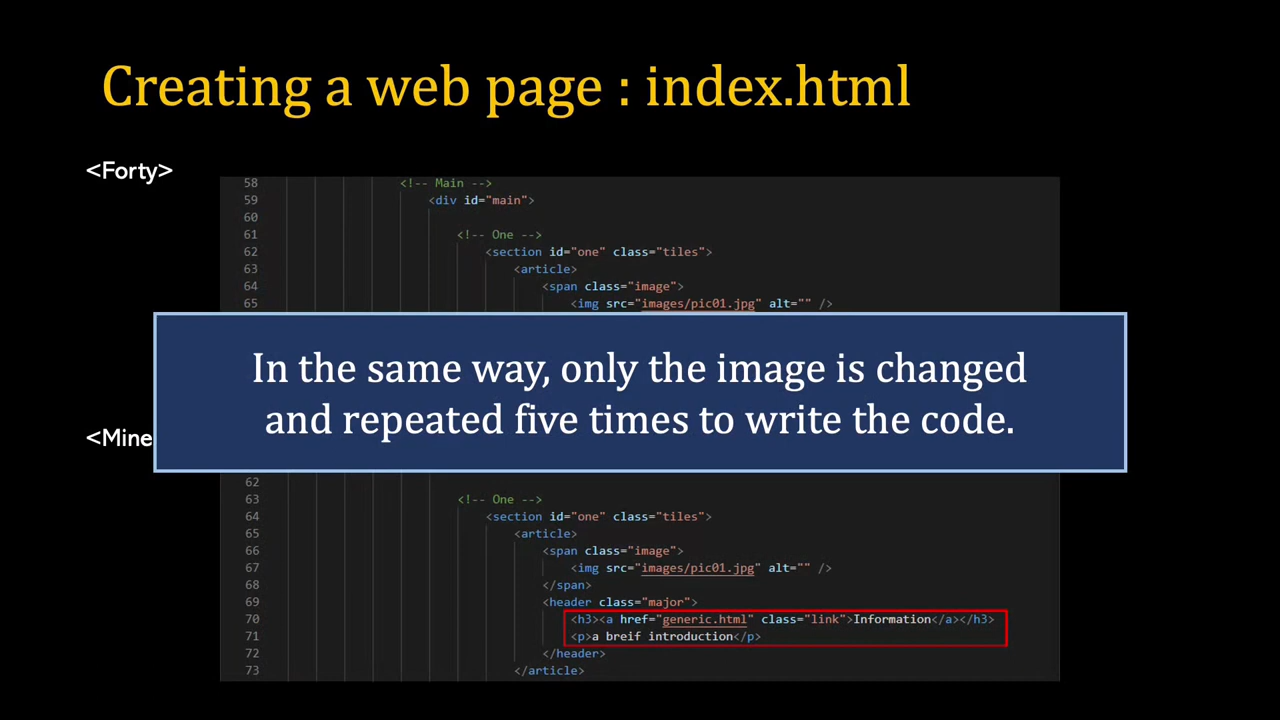 Creating a web page : index.html
<Forty>
58 <!-- Main -->
59 <div id="main">
60
61 <!-- One -->
62 <section id="one" class="tiles">
63 <article>
64 <span class="image">
65 <img src="images/pic01.jpg" alt="" />
In the same way, only the image is changed
and repeated five times to write the code.
<Mine
62
63 <!-- One -->
64 <section id="one" class="tiles">
65 <article>
66 <span class="image">
67 <img src="images/pic01.jpg" alt="" />
68 </span>
69 <header class="major">
70 <h3><a href="generic.html" class="link">Information</a></h3>
71 <p>a breif introduction</p>
72 </header>
73 </article>